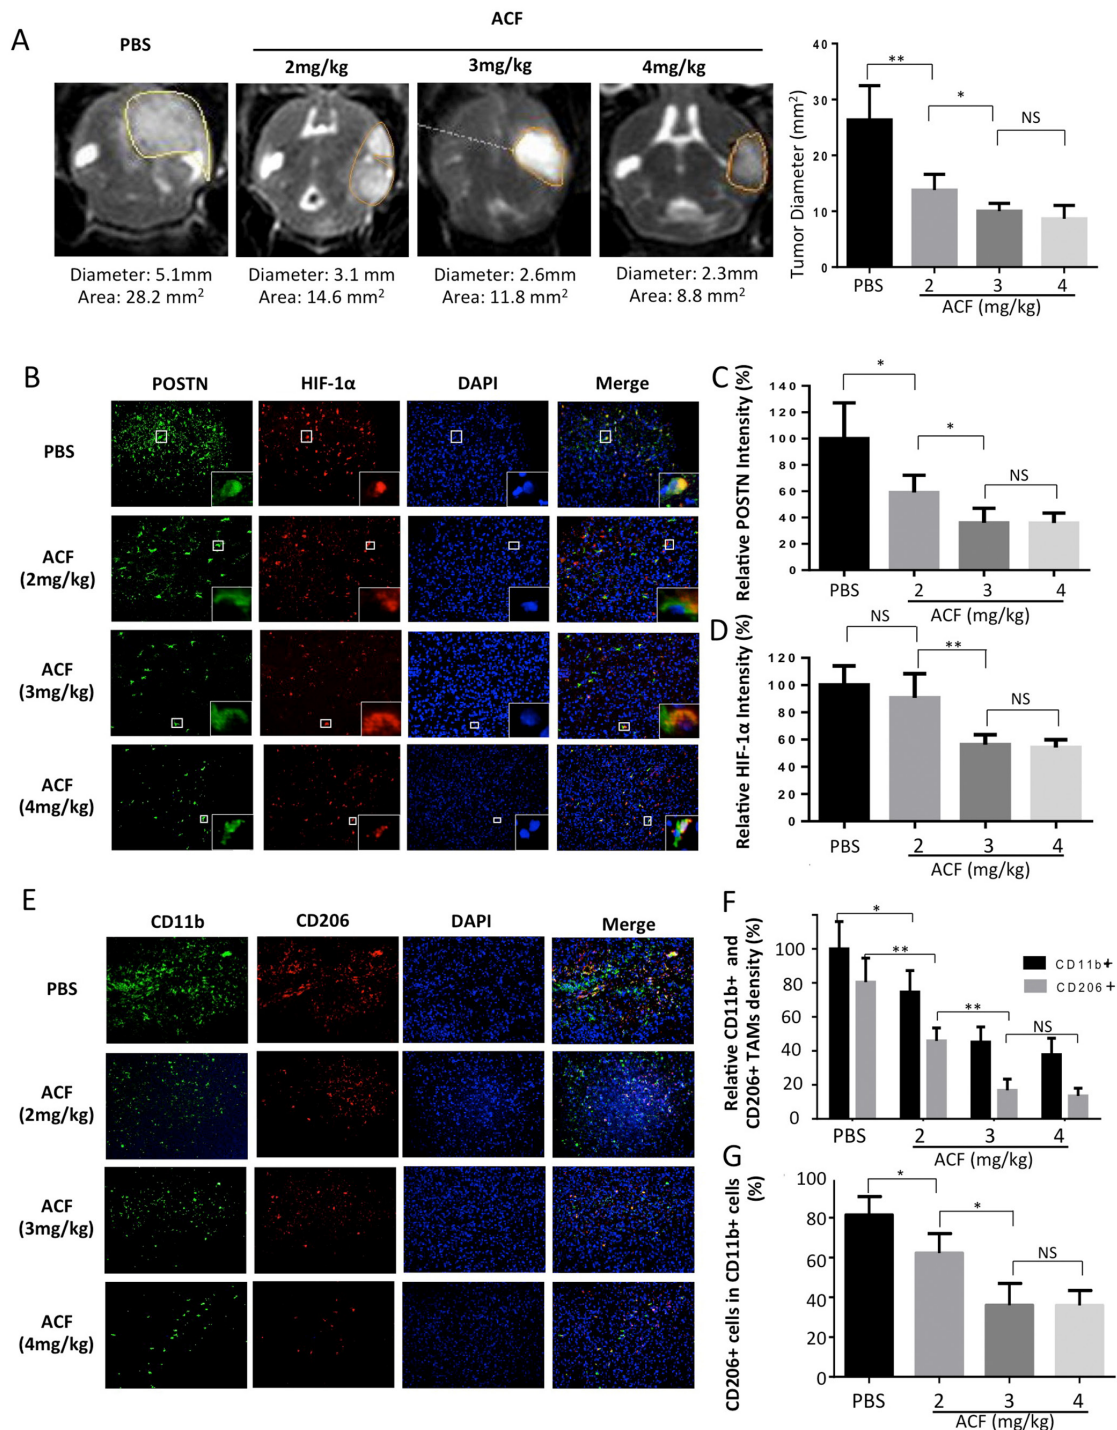 A
PBS
ACF
2mg/kg
3mg/kg
4mg/kg
Diameter: 5.1mm
Area: 28.2 mm²
Diameter: 3.1 mm
Area: 14.6 mm²
Diameter: 2.6mm
Area: 11.8 mm²
Diameter: 2.3mm
Area: 8.8 mm²
Tumor Diameter (mm²)
40
30
20
10
0
**
*
NS
PBS
2
3
4
ACF (mg/kg)
B
POSTN
HIF-1α
DAPI
Merge
PBS
ACF
(2mg/kg)
ACF
(3mg/kg)
ACF
(4mg/kg)
C
Relative POSTN Intensity (%)
140
120
100
80
60
40
20
0
*
*
NS
PBS
2
3
4
ACF (mg/kg)
D
Relative HIF-1α Intensity (%)
120
100
80
60
40
20
0
NS
**
NS
PBS
2
3
4
ACF (mg/kg)
E
CD11b
CD206
DAPI
Merge
PBS
ACF
(2mg/kg)
ACF
(3mg/kg)
ACF
(4mg/kg)
F
Relative CD11b+ and
CD206+ TAMs density (%)
100
80
60
40
20
0
*
**
**
NS
CD11b+
CD206+
PBS
2
3
4
ACF (mg/kg)
G
CD206+ cells in CD11b+ cells
(%)
100
80
60
40
20
0
*
*
NS
PBS
2
3
4
ACF (mg/kg)